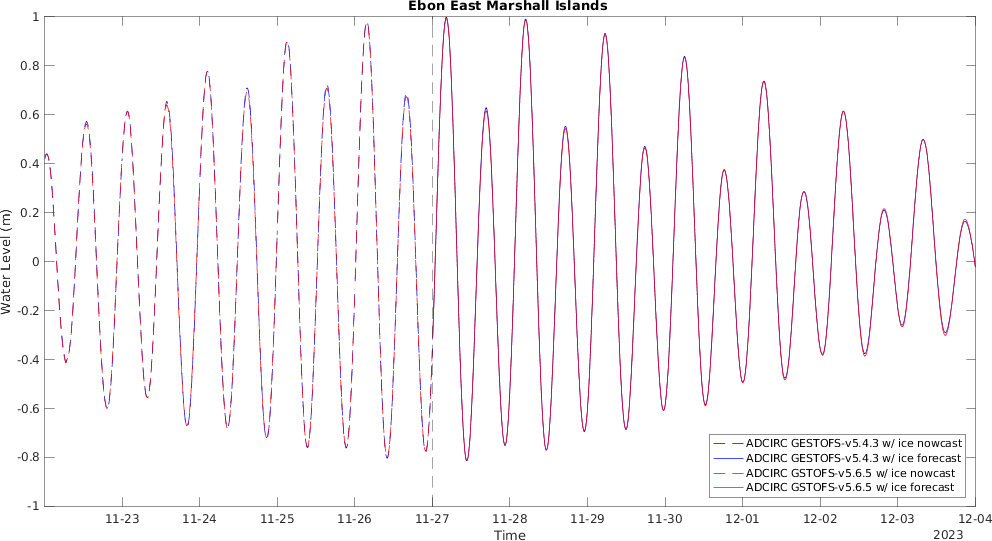 Ebon East Marshall Islands
Water Level (m)
1
0.8
0.6
0.4
0.2
0
-0.2
-0.4
-0.6
-0.8
-1
ADCIRC GESTOFS-v5.4.3 w/ ice nowcast
ADCIRC GESTOFS-v5.4.3 w/ ice forecast
ADCIRC GSTOFS-v5.6.5 w/ ice nowcast
ADCIRC GSTOFS-v5.6.5 w/ ice forecast
11-23 11-24 11-25 11-26 11-27 11-28 11-29 11-30 12-01 12-02 12-03 12-04
Time
2023